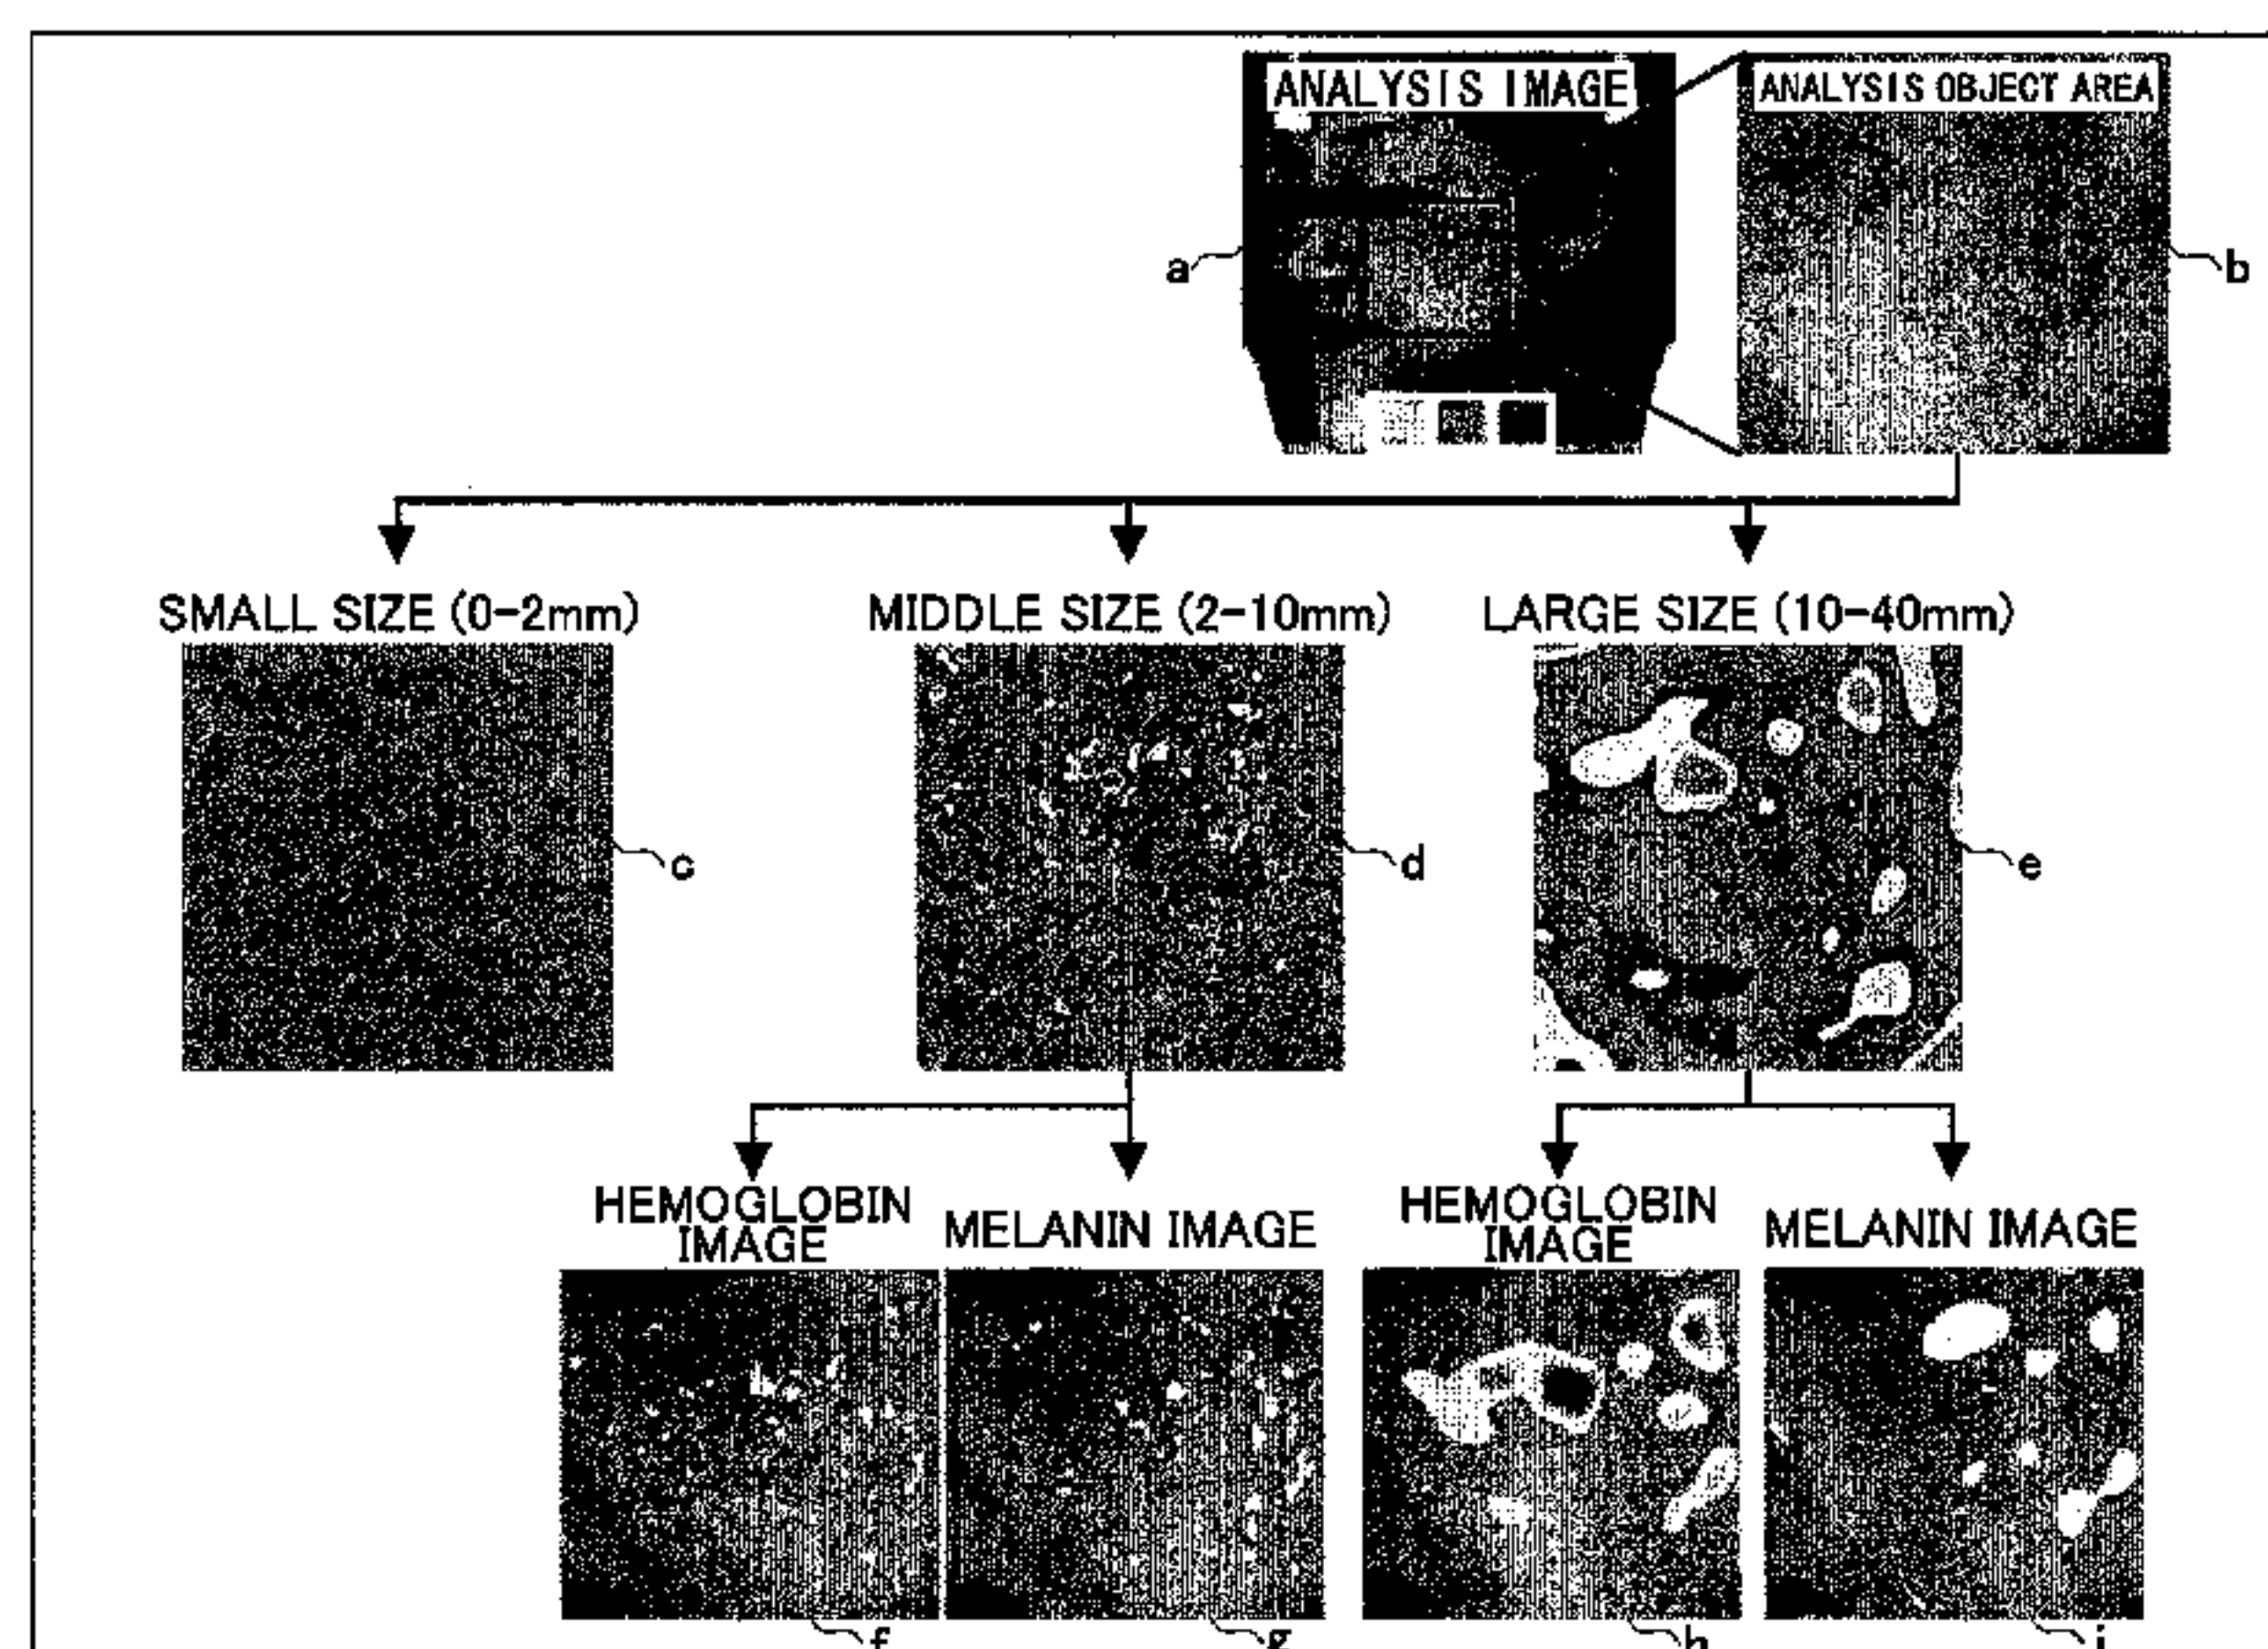 ANALYSIS IMAGE
ANALYSIS OBJECT AREA
a
b
SMALL SIZE (0-2mm)
MIDDLE SIZE (2-10mm)
LARGE SIZE (10-40mm)
c
d
e
HEMOGLOBIN
IMAGE
MELANIN IMAGE
HEMOGLOBIN
IMAGE
MELANIN IMAGE
f
g
h
i